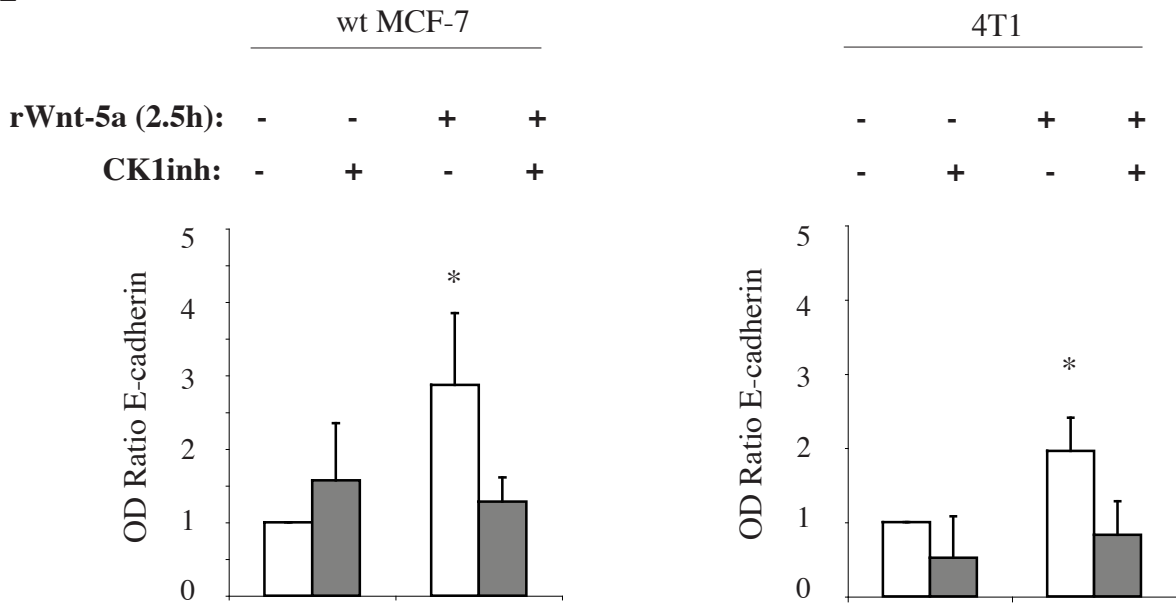 wt MCF-7
4T1
rWnt-5a (2.5h): - - + +
- - + +
CK1inh: - + - +
- + - +
OD Ratio E-cadherin
5
4
3
2
1
0
*
OD Ratio E-cadherin
5
4
3
2
1
0
*